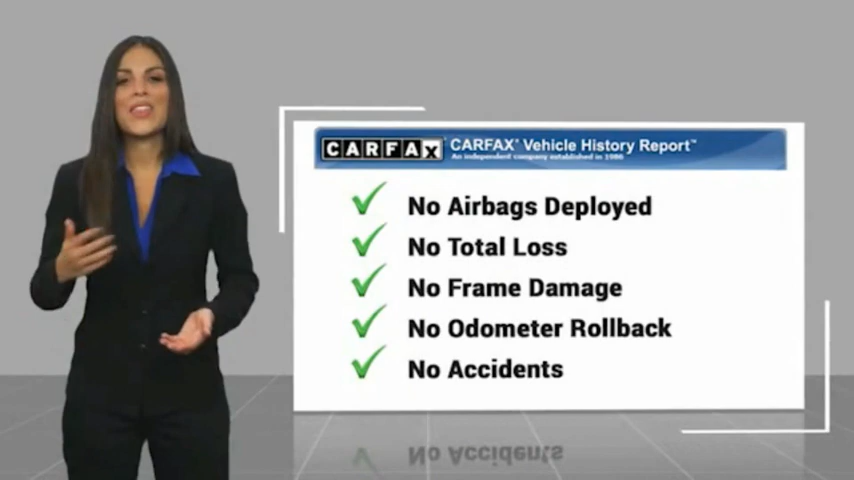 CARFAX CARFAX Vehicle History Report™
An independent company established in 1986
No Airbags Deployed
No Total Loss
No Frame Damage
No Odometer Rollback
No Accidents
No Accidents